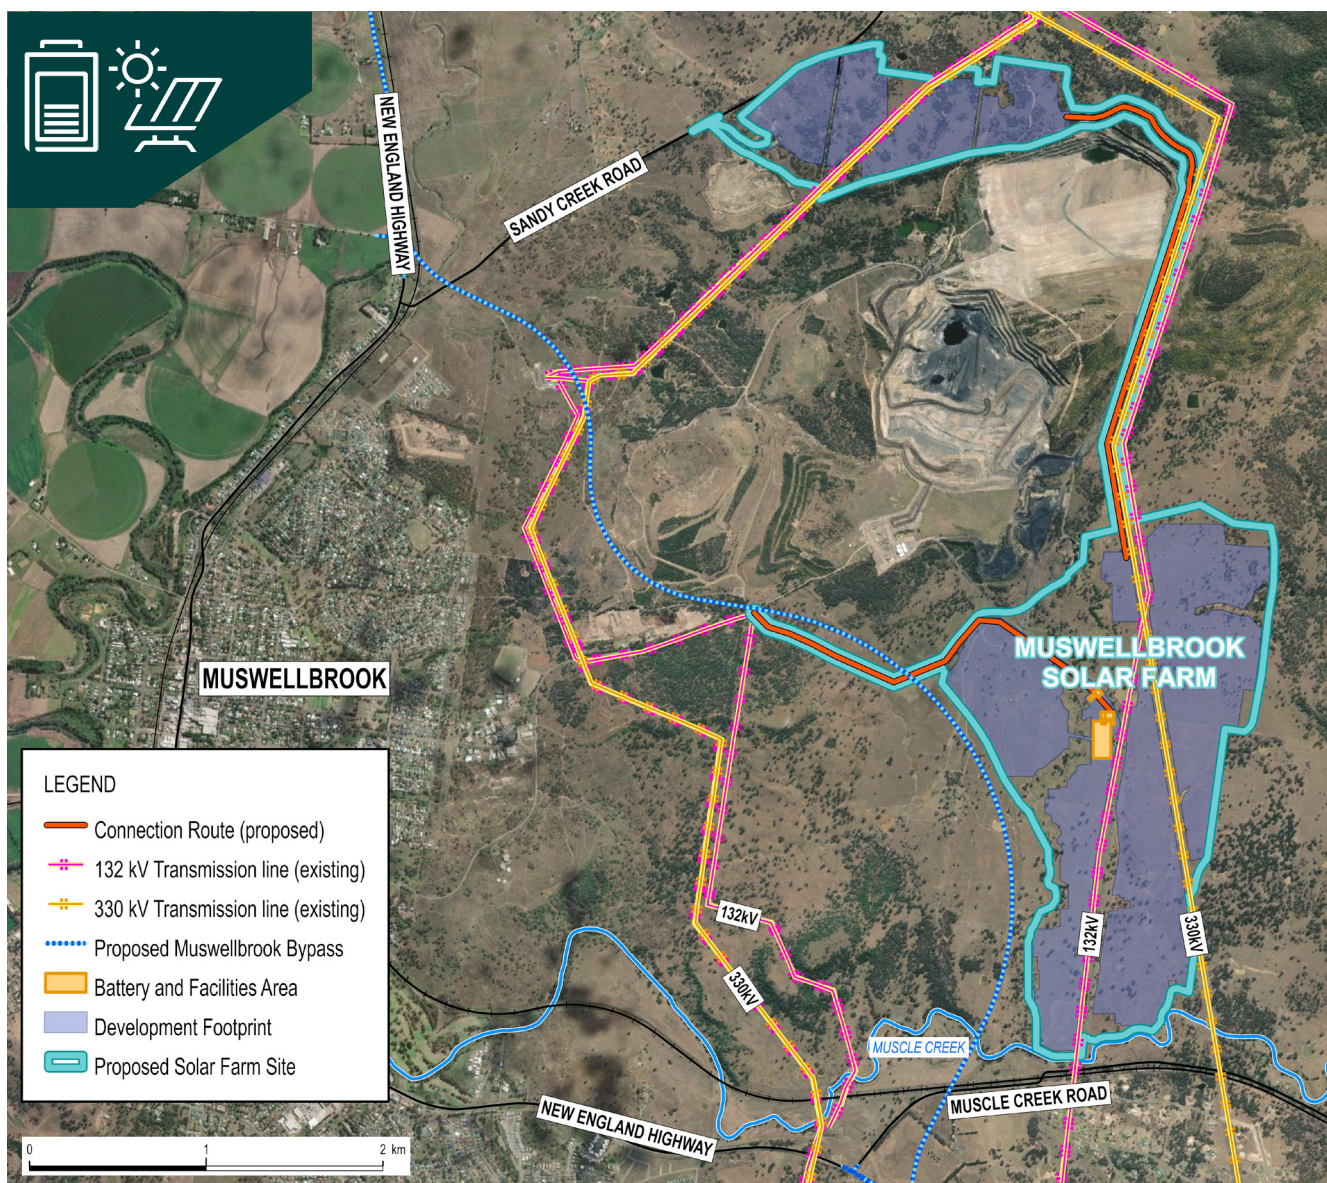 NEW ENGLAND HIGHWAY
SANDY CREEK ROAD
MUSWELLBROOK
SOLAR FARM
MUSWELLBROOK
LEGEND
Connection Route (proposed)
132 kV Transmission line (existing)
330 kV Transmission line (existing)
Proposed Muswellbrook Bypass
Battery and Facilities Area
Development Footprint
Proposed Solar Farm Site
132kV
330kV
132kV
330kV
MUSCLE CREEK
MUSCLE CREEK ROAD
NEW ENGLAND HIGHWAY
0 1 2 km